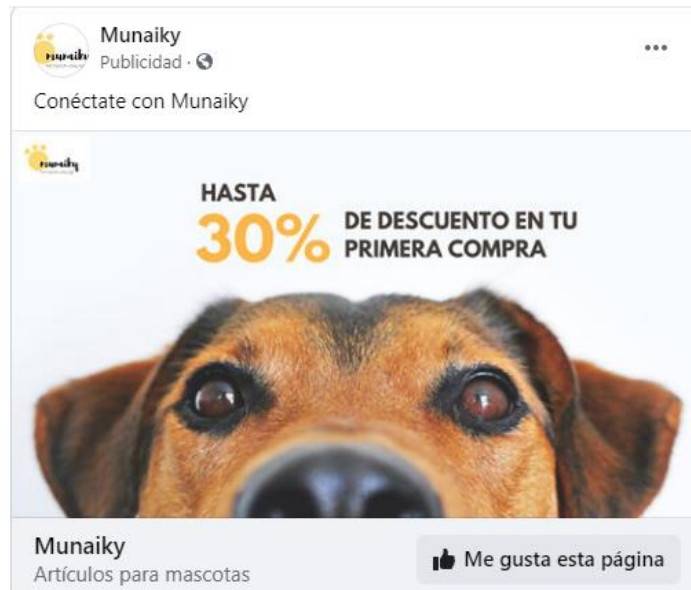 Munaiky
Publicidad ·
Conéctate con Munaiky
munaiky
HASTA
30% DE DESCUENTO EN TU
PRIMERA COMPRA
Munaiky
Artículos para mascotas
Me gusta esta página